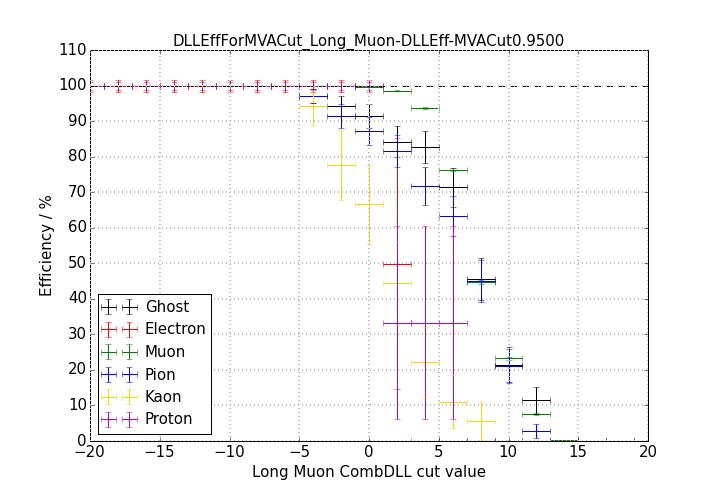 DLLEffForMVACut_Long_Muon-DLLEff-MVACut0.9500
110
100
90
80
70
60
50
40
30
20
10
0
Efficiency / %
Ghost
Electron
Muon
Pion
Kaon
Proton
−20 −15 −10 −5 0 5 10 15 20
Long Muon CombDLL cut value